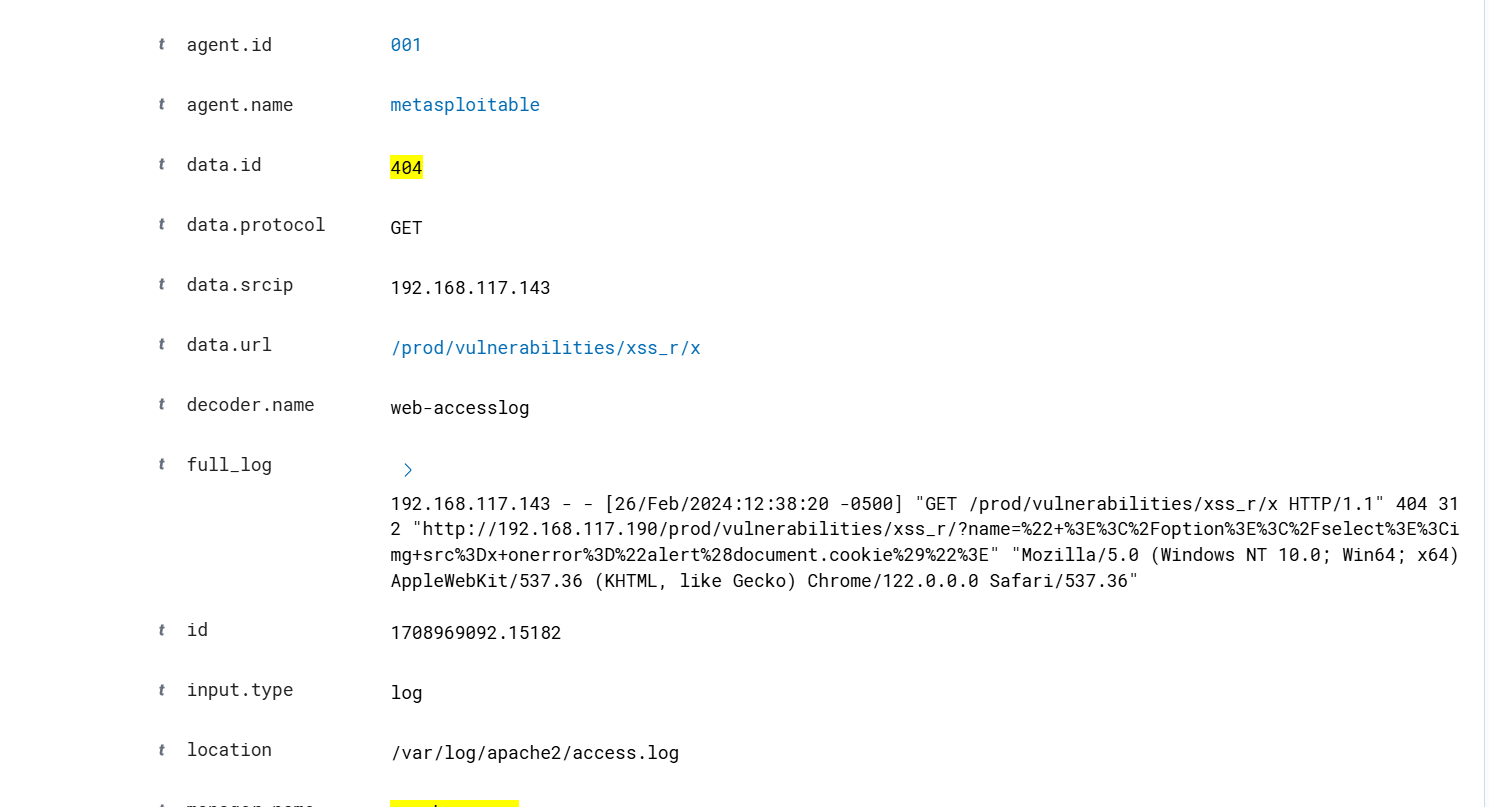 t agent.id 001
t agent.name metasploitable
t data.id 404
t data.protocol GET
t data.srcip 192.168.117.143
t data.url /prod/vulnerabilities/xss_r/x
t decoder.name web-accesslog
t full_log
192.168.117.143 - - [26/Feb/2024:12:38:20 -0500] "GET /prod/vulnerabilities/xss_r/x HTTP/1.1" 404 31
2 "http://192.168.117.190/prod/vulnerabilities/xss_r/?name=%22+%3E%3C%2Foption%3E%3C%2Fselect%3E%3Ci
mg+src%3Dx+onerror%3D%22alert%28document.cookie%29%22%3E" "Mozilla/5.0 (Windows NT 10.0; Win64; x64)
AppleWebKit/537.36 (KHTML, like Gecko) Chrome/122.0.0.0 Safari/537.36"
t id 1708969092.15182
t input.type log
t location /var/log/apache2/access.log